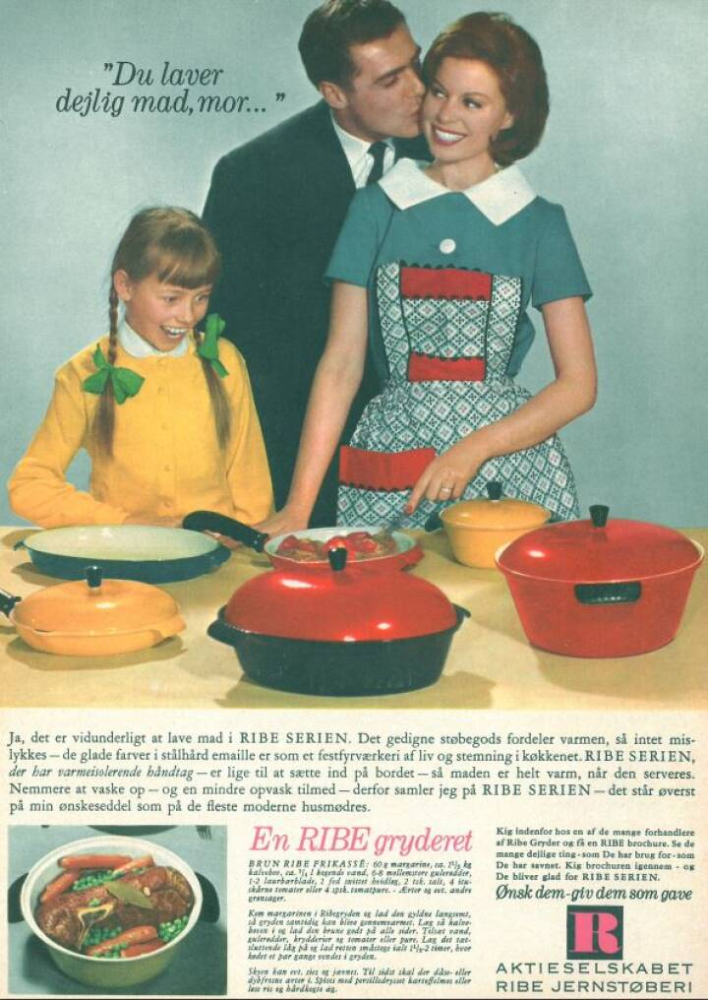 "Du laver
dejlig mad, mor... "
Ja, det er vidunderligt at lave mad i RIBE SERIEN. Det gedigne støbegods fordeler varmen, så intet mis-
lykkes – de glade farver i stålhård emaille er som et festfyrværkeri af liv og stemning i køkkenet. RIBE SERIEN,
der har varmeisolerende håndtag – er lige til at sætte ind på bordet – så maden er helt varm, når den serveres.
Nemmere at vaske op – og en mindre opvask tilmed – derfor samler jeg på RIBE SERIEN – det står øverst
på min ønskeseddel som på de fleste moderne husmødres.
En RIBE gryderet
BRUN RIBE FRIKASSÉ: 60 g margarine, ca. 1½ kg
kalvebov, ca. ¼ l kogende vand, 6-8 mellemstore gulerødder,
1-2 laurbærblade, 1 fed snittet hvidløg, 2 tsk. salt, 4 itu-
skårne tomater eller 4 spsk. tomatpure. - Ærter og evt. andre
grønsager.
Kom margarinen i Ribegryden og lad den gyldne langsomt,
så gryden samtidig kan blive gennemvarmet. Læg så kalve-
boven i og lad den brune godt på alle sider. Tilsæt vand,
gulerødder, krydderier og tomater eller pure. Læg det tæt-
sluttende låg på og lad retten småstege ialt 1½-2 timer, hvor
kødet et par gange vendes i gryden.
Skyen kan evt. sies og jævnes. Til sidst skal der dåse- eller
dybfrosne ærter i. Spises med persilledrysset kartoffelmos eller
løse ris og hårdkogte æg.
Kig indenfor hos en af de mange forhandlere
af Ribe Gryder og få en RIBE brochure. Se de
mange dejlige ting - som De har brug for - som
De har savnet. Kig brochuren igennem - og
De bliver glad for RIBE SERIEN.
Ønsk dem - giv dem som gave
R
AKTIESELSKABET
RIBE JERNSTØBERI